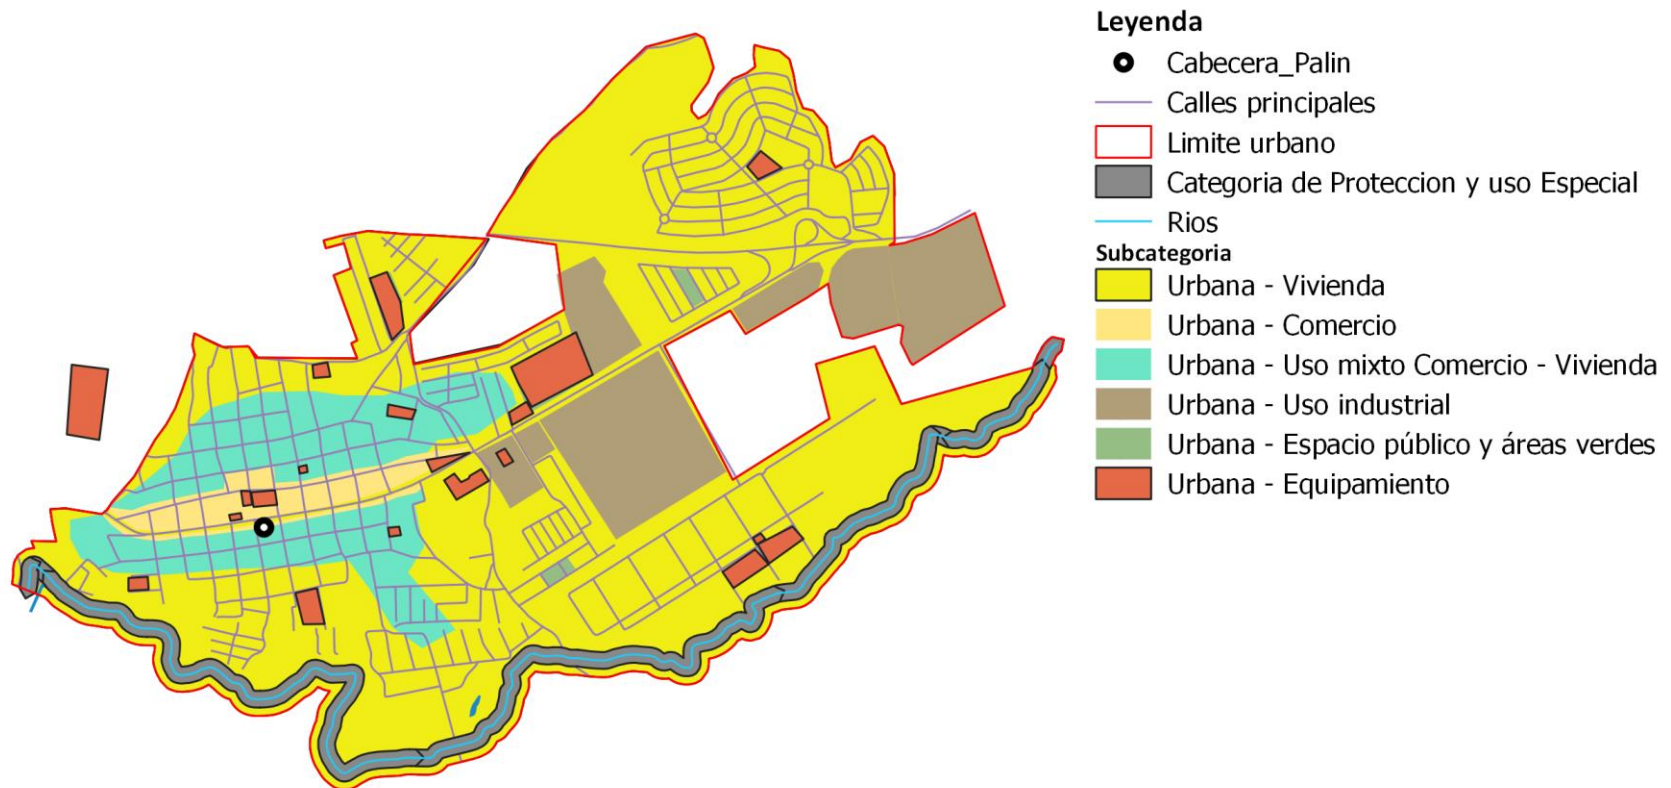 Leyenda
Cabecera_Palin
Calles principales
Limite urbano
Categoria de Proteccion y uso Especial
Rios
Subcategoria
Urbana - Vivienda
Urbana - Comercio
Urbana - Uso mixto Comercio - Vivienda
Urbana - Uso industrial
Urbana - Espacio público y áreas verdes
Urbana - Equipamiento